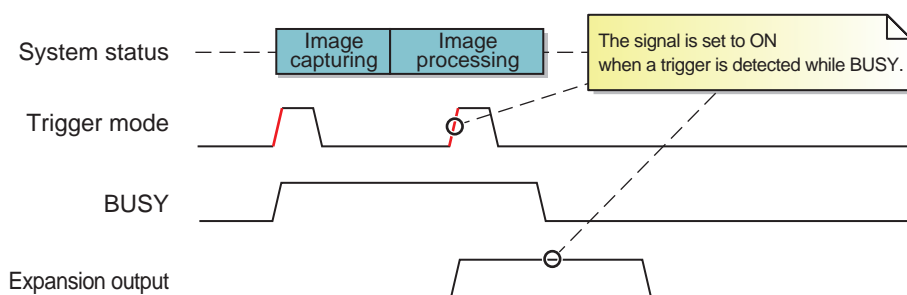 System status
Image
capturing
Image
processing
The signal is set to ON
when a trigger is detected while BUSY.
Trigger mode
BUSY
Expansion output